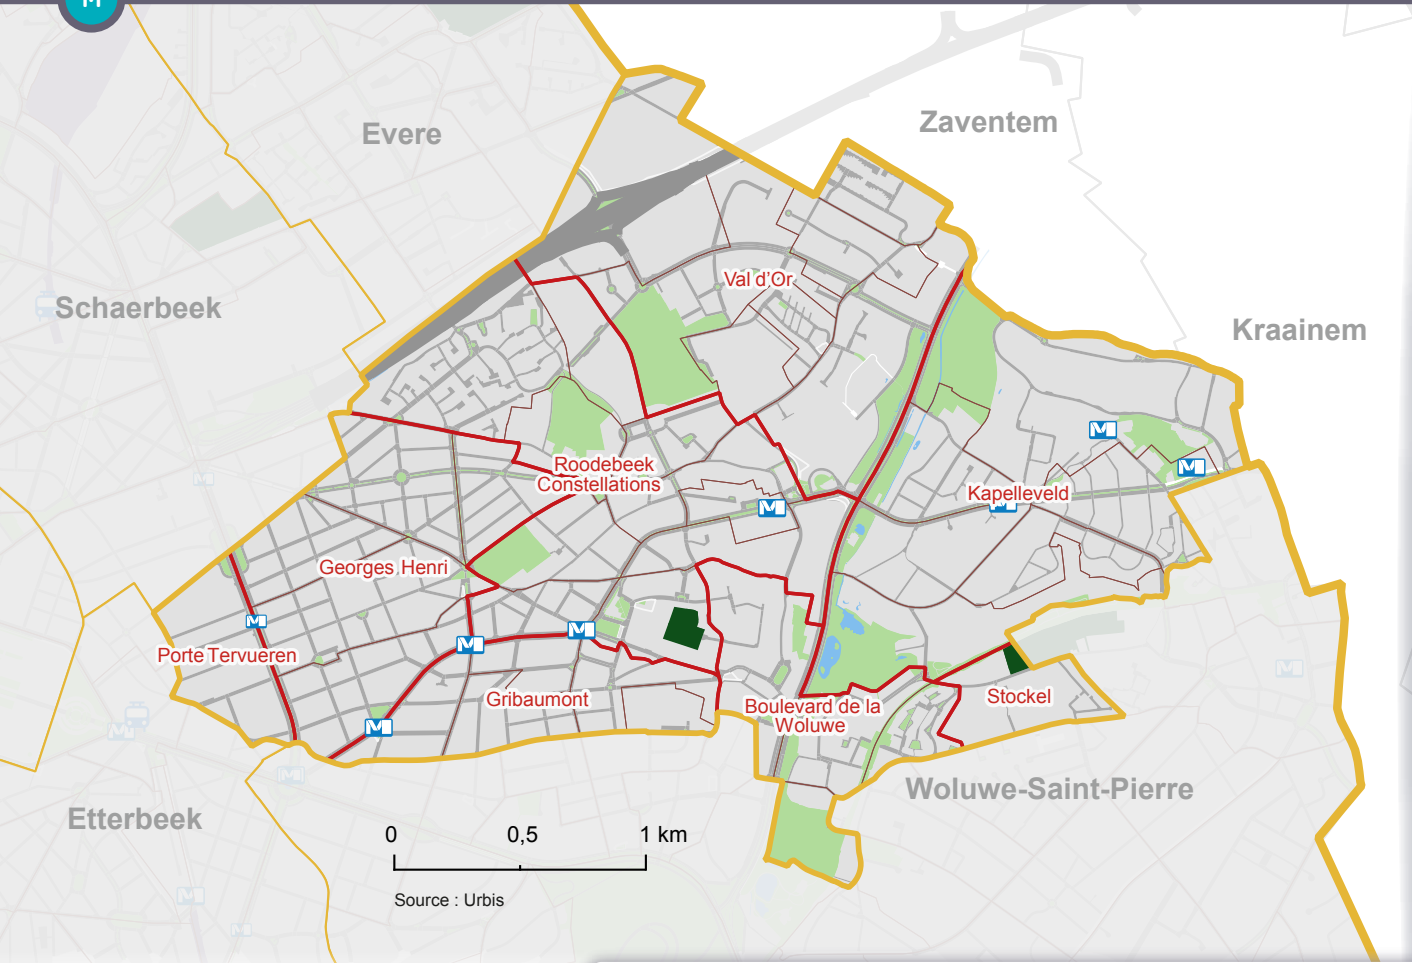 M
Evere
Zaventem
Val d'Or
Schaerbeek
Kraainem
M
M
Roodebeek
Constellations
Kapelleveld
M
M
Georges Henri
M
M
M
Porte Tervueren
Gribaumont
Stockel
Boulevard de la
Woluwe
M
Woluwe-Saint-Pierre
Etterbeek
0 0,5 1 km
Source : Urbis